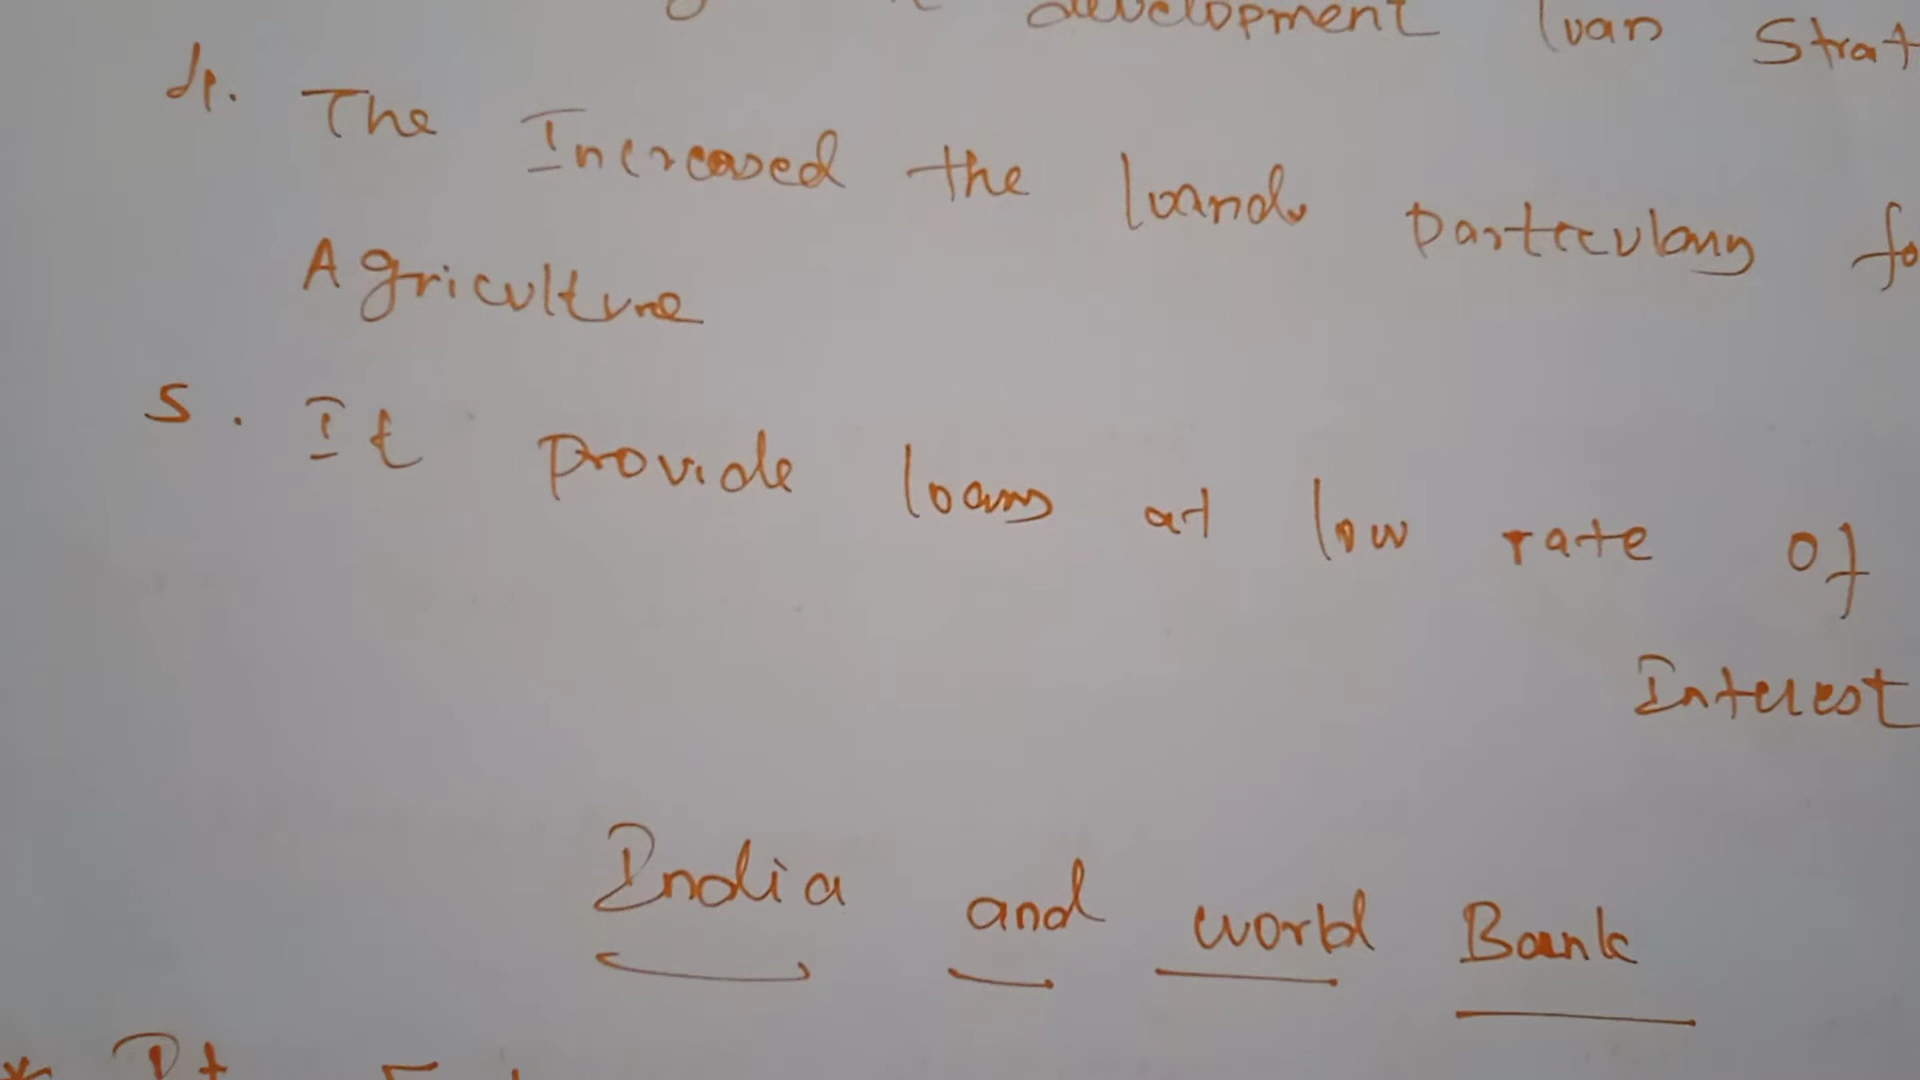 development loan Strat
4. The Increased the loands particulary fo
Agriculture
5. It provide loans at low rate of
Interest
India and world Bank
* It